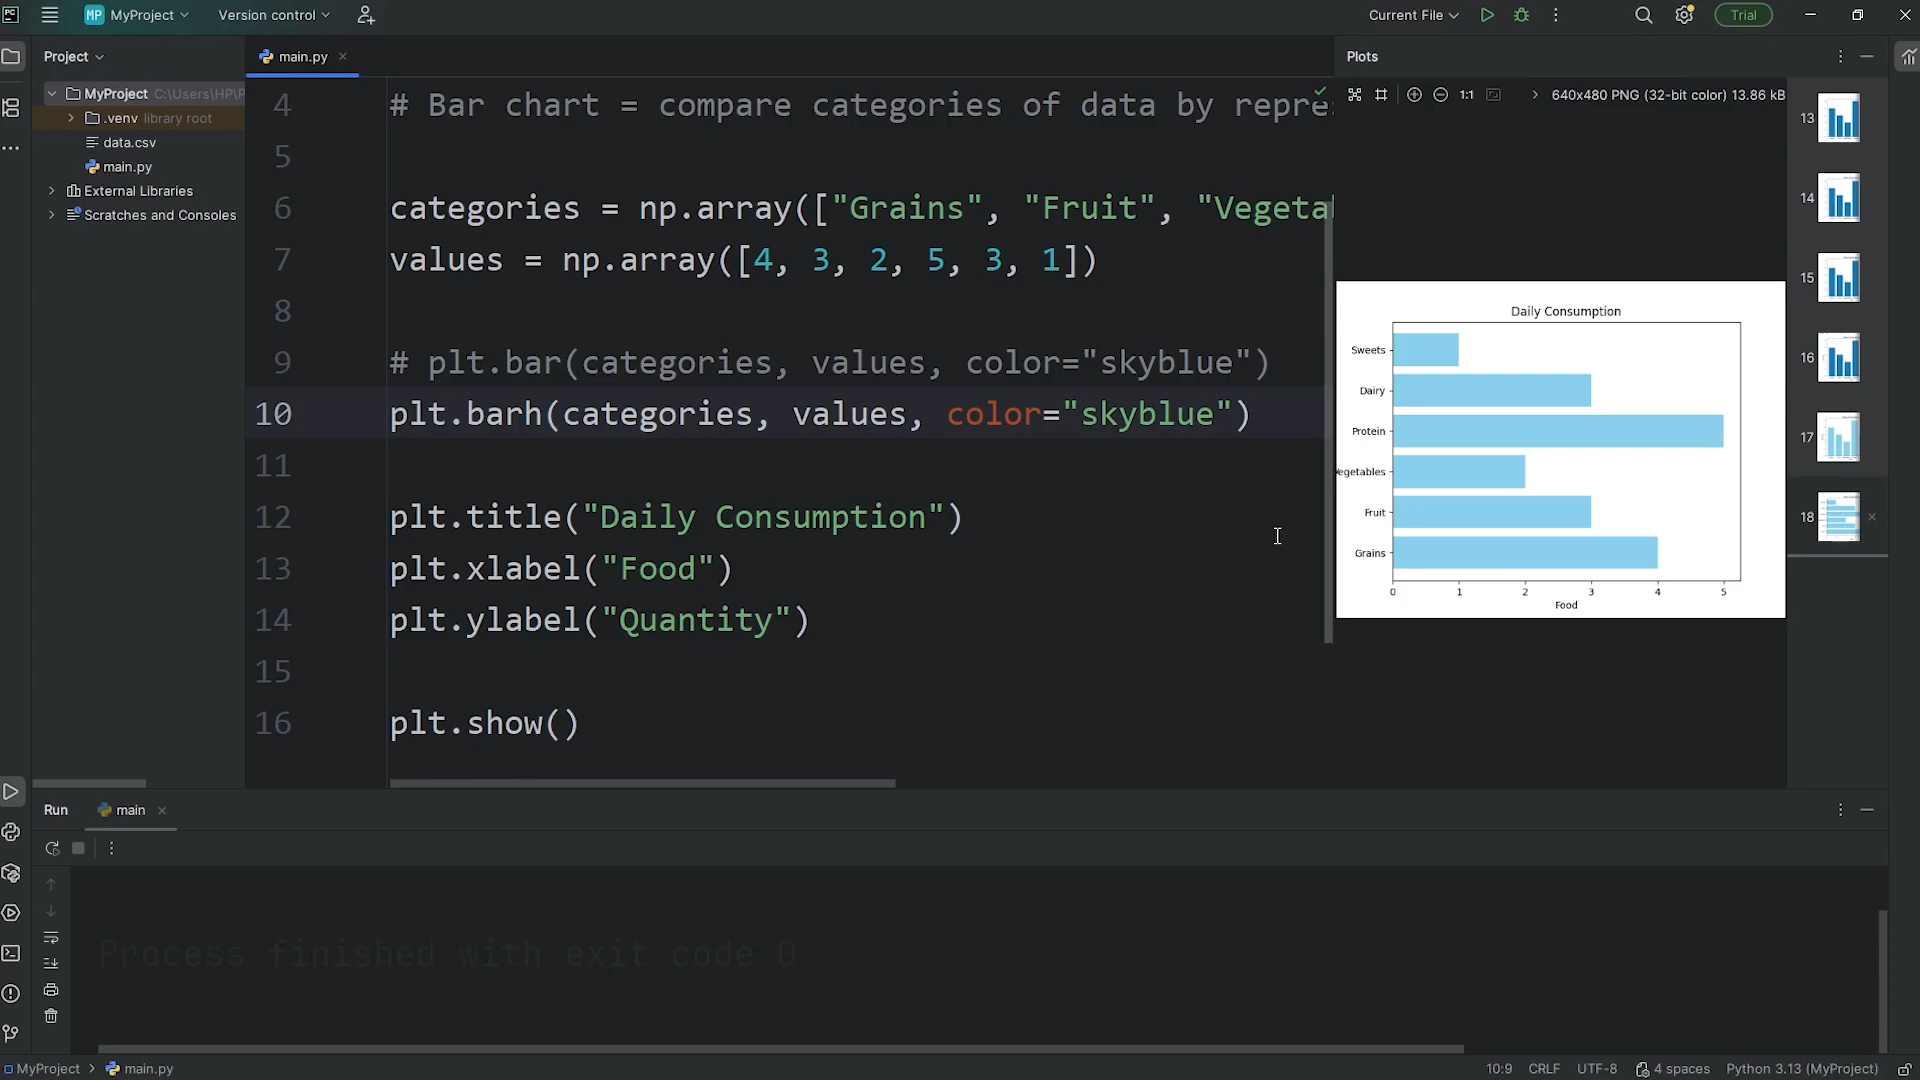 PC MP MyProject Version control Current File Trial
Project main.py Plots
MyProject C:\Users\HP\P
.venv library root
data.csv
main.py
External Libraries
Scratches and Consoles
4 # Bar chart = compare categories of data by repre
5
6 categories = np.array(["Grains", "Fruit", "Vegeta
7 values = np.array([4, 3, 2, 5, 3, 1])
8
9 # plt.bar(categories, values, color="skyblue")
10 plt.barh(categories, values, color="skyblue")
11
12 plt.title("Daily Consumption")
13 plt.xlabel("Food")
14 plt.ylabel("Quantity")
15
16 plt.show()
1:1 640x480 PNG (32-bit color) 13.86 kB
Daily Consumption
Sweets
Dairy
Protein
egetables
Fruit
Grains
0 1 2 3 4 5
Food
13
14
15
16
17
18
Run main
Process finished with exit code 0
MyProject > main.py 10:9 CRLF UTF-8 4 spaces Python 3.13 (MyProject)